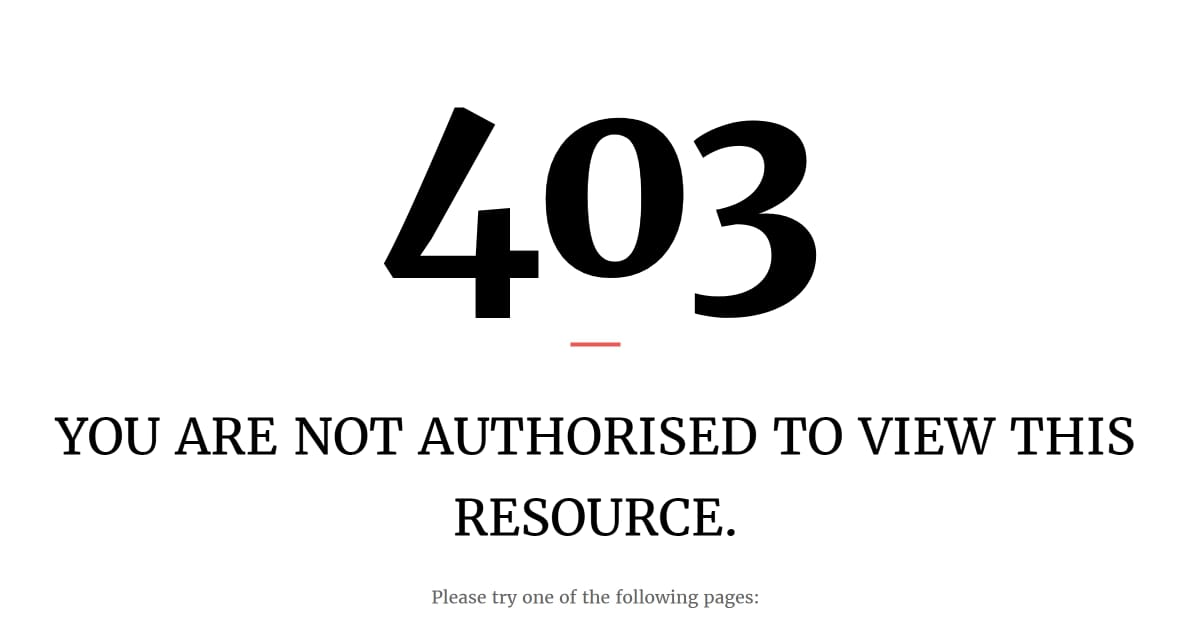 403
YOU ARE NOT AUTHORISED TO VIEW THIS
RESOURCE.
Please try one of the following pages: